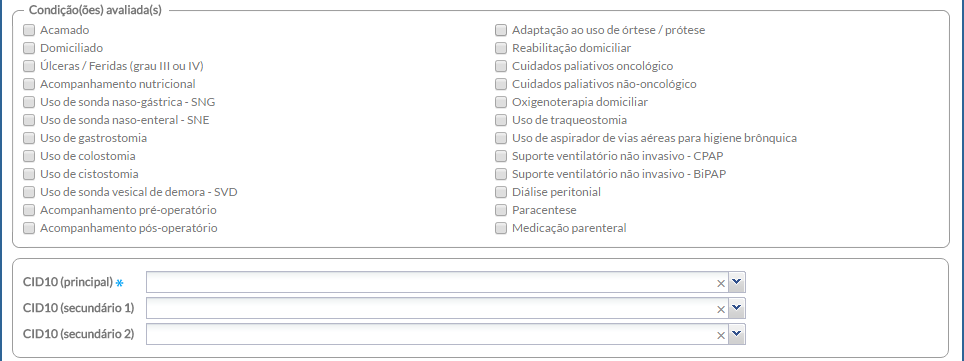 Condição(ões) avaliada(s)
Acamado
Domiciliado
Úlceras / Feridas (grau III ou IV)
Acompanhamento nutricional
Uso de sonda naso-gástrica - SNG
Uso de sonda naso-enteral - SNE
Uso de gastrostomia
Uso de colostomia
Uso de cistostomia
Uso de sonda vesical de demora - SVD
Acompanhamento pré-operatório
Acompanhamento pós-operatório
Adaptação ao uso de órtese / prótese
Reabilitação domiciliar
Cuidados paliativos oncológico
Cuidados paliativos não-oncológico
Oxigenoterapia domiciliar
Uso de traqueostomia
Uso de aspirador de vias aéreas para higiene brônquica
Suporte ventilatório não invasivo - CPAP
Suporte ventilatório não invasivo - BiPAP
Diálise peritonial
Paracentese
Medicação parenteral
CID10 (principal) *
CID10 (secundário 1)
CID10 (secundário 2)